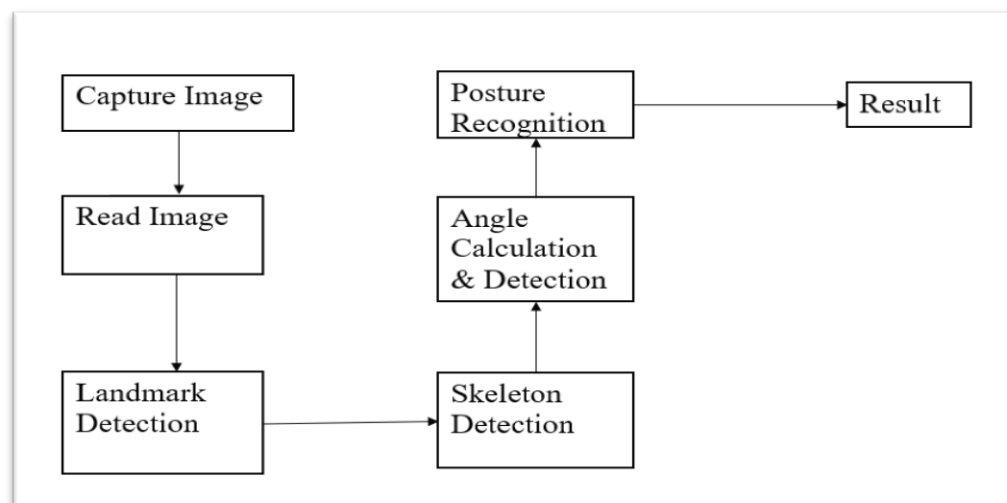 Capture Image
Read Image
Landmark
Detection
Skeleton
Detection
Angle
Calculation
& Detection
Posture
Recognition
Result